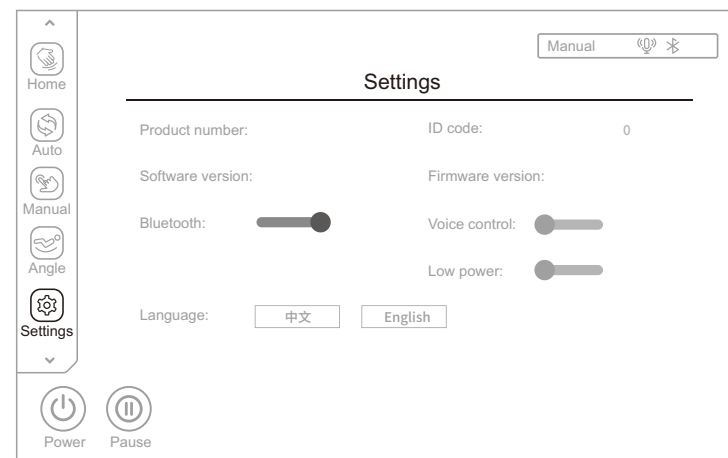 Manual
Settings
Home
Auto
Manual
Angle
Settings
Product number:
ID code: 0
Software version:
Firmware version:
Bluetooth:
Voice control:
Low power:
Language: 中文 English
Power
Pause